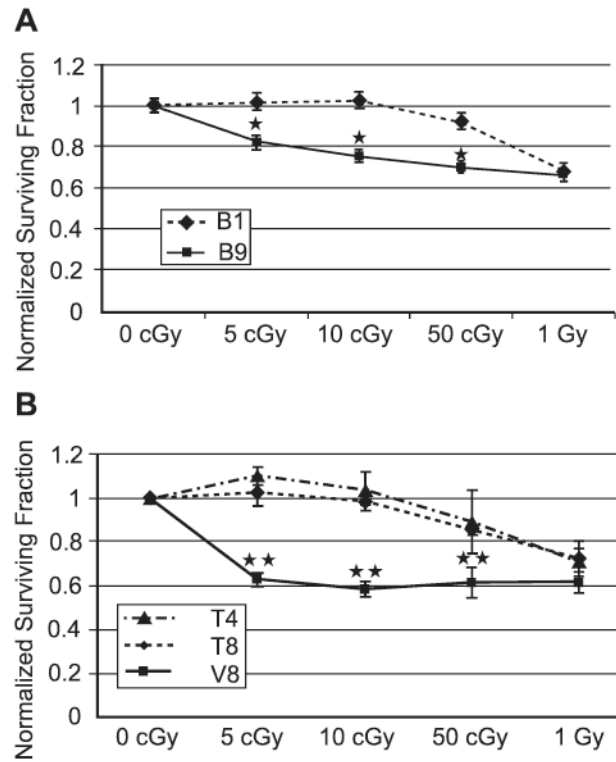 A
Normalized Surviving Fraction
1.2
1
0.8
0.6
0.4
0.2
0
B1
B9
0 cGy 5 cGy 10 cGy 50 cGy 1 Gy
B
Normalized Surviving Fraction
1.2
1
0.8
0.6
0.4
0.2
0
T4
T8
V8
0 cGy 5 cGy 10 cGy 50 cGy 1 Gy